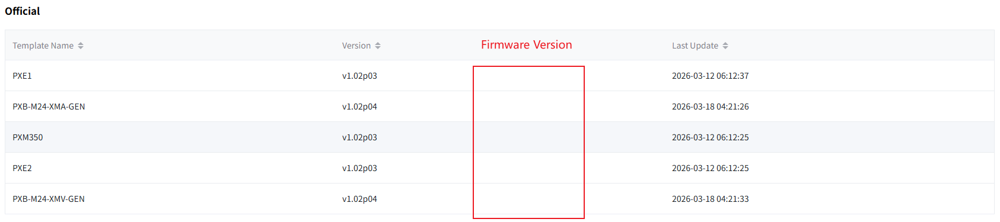 Official
Template Name Version Firmware Version Last Update
PXE1 v1.02p03 2026-03-12 06:12:37
PXB-M24-XMA-GEN v1.02p04 2026-03-18 04:21:26
PXM350 v1.02p03 2026-03-12 06:12:25
PXE2 v1.02p03 2026-03-12 06:12:25
PXB-M24-XMV-GEN v1.02p04 2026-03-18 04:21:33